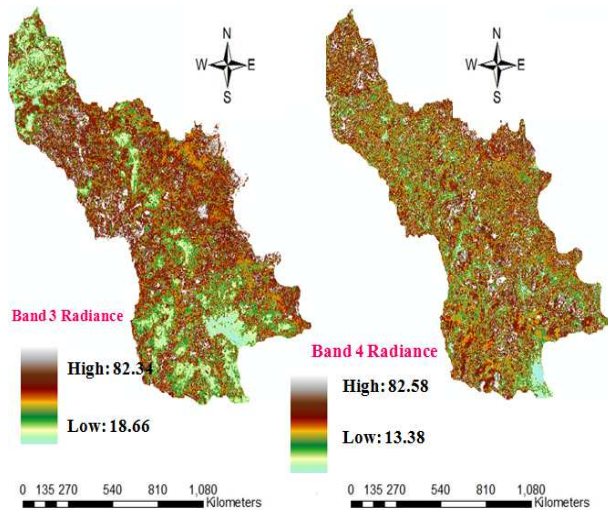 N
W E
S
N
W E
S
Band 3 Radiance
High: 82.34
Low: 18.66
Band 4 Radiance
High: 82.58
Low: 13.38
0 135 270 540 810 1,080
Kilometers
0 135 270 540 810 1,080
Kilometers